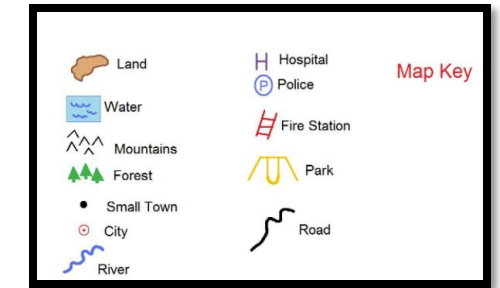 Map Key
Land
Water
Mountains
Forest
Small Town
City
River
H Hospital
P Police
Fire Station
Park
Road